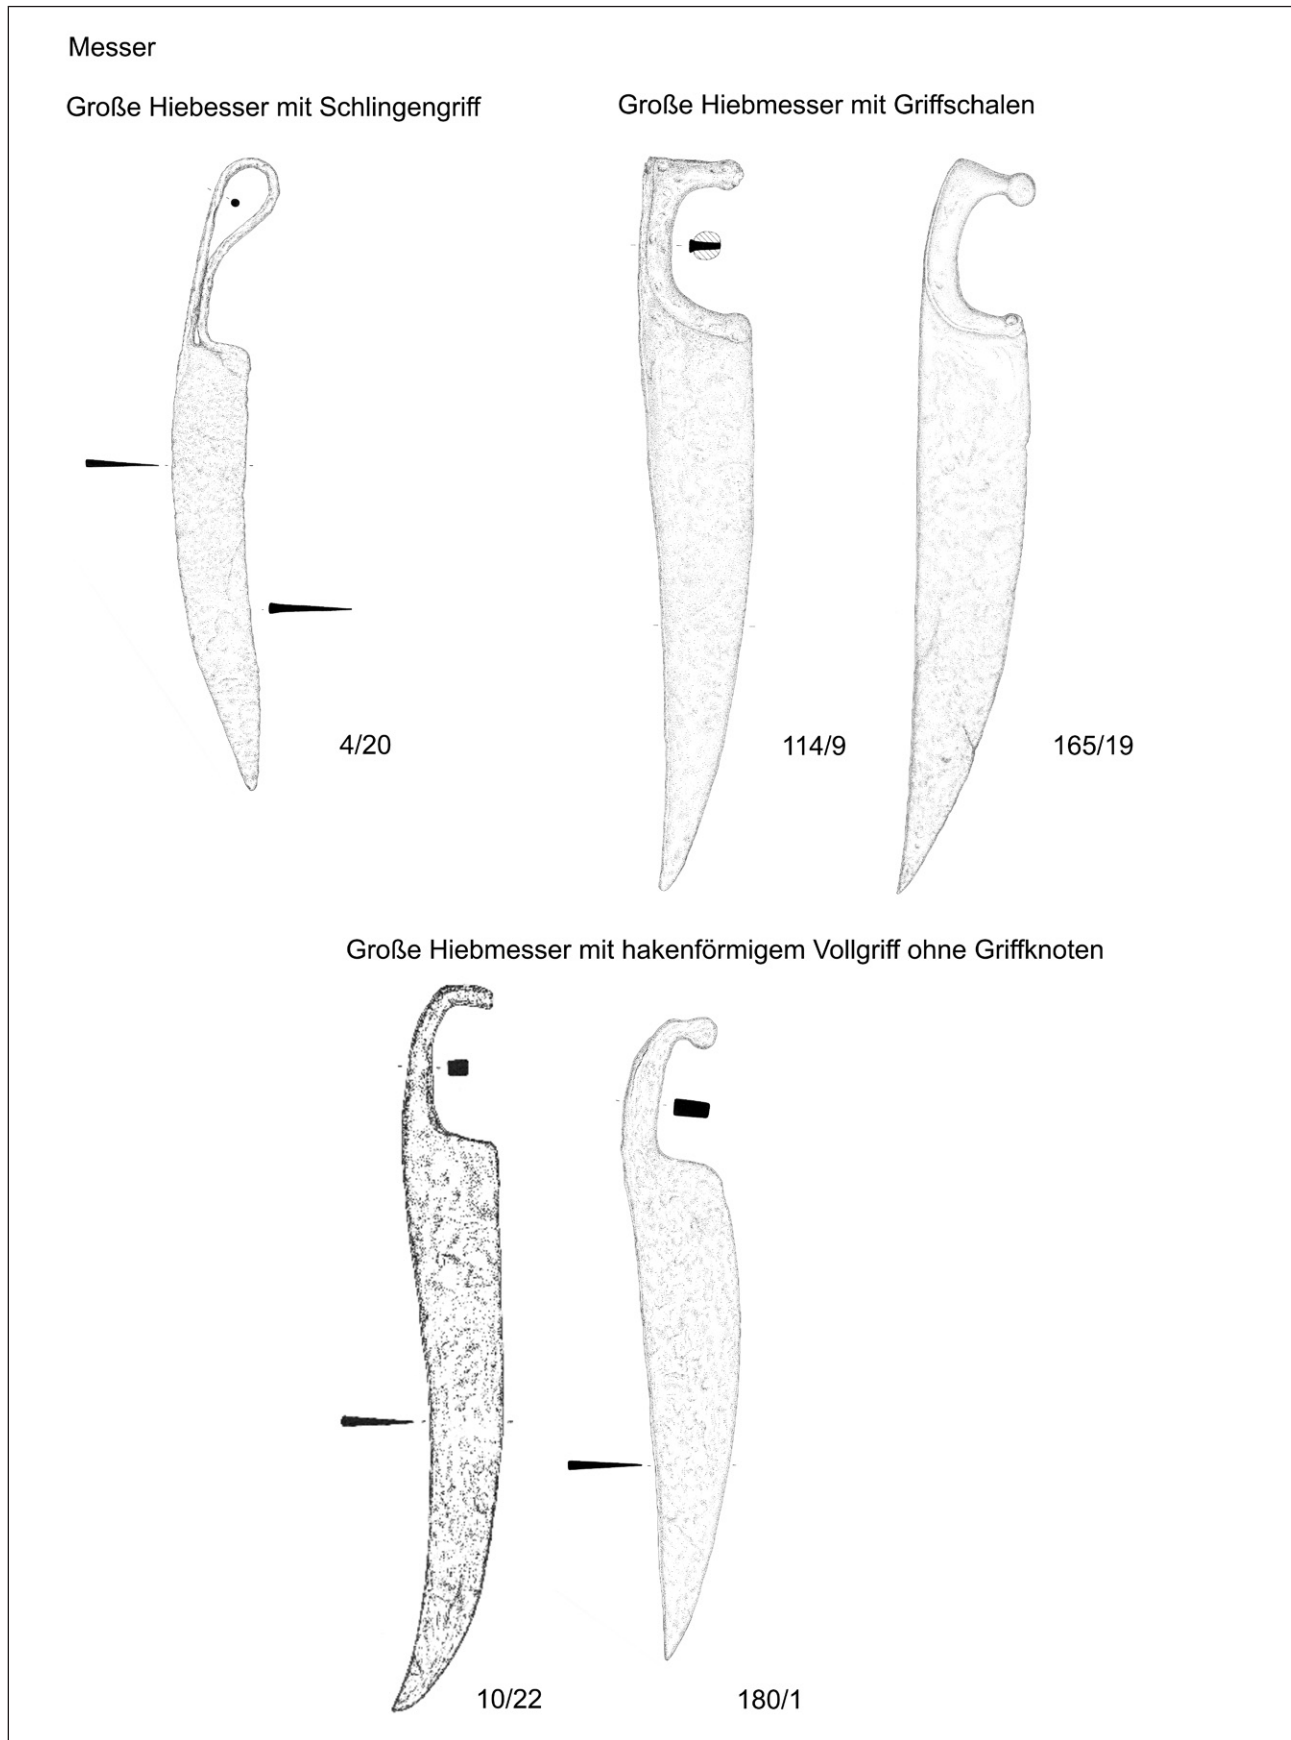 Messer
Große Hiebesser mit Schlingengriff
Große Hiebmesser mit Griffschalen
4/20
114/9
165/19
Große Hiebmesser mit hakenförmigem Vollgriff ohne Griffknoten
10/22
180/1